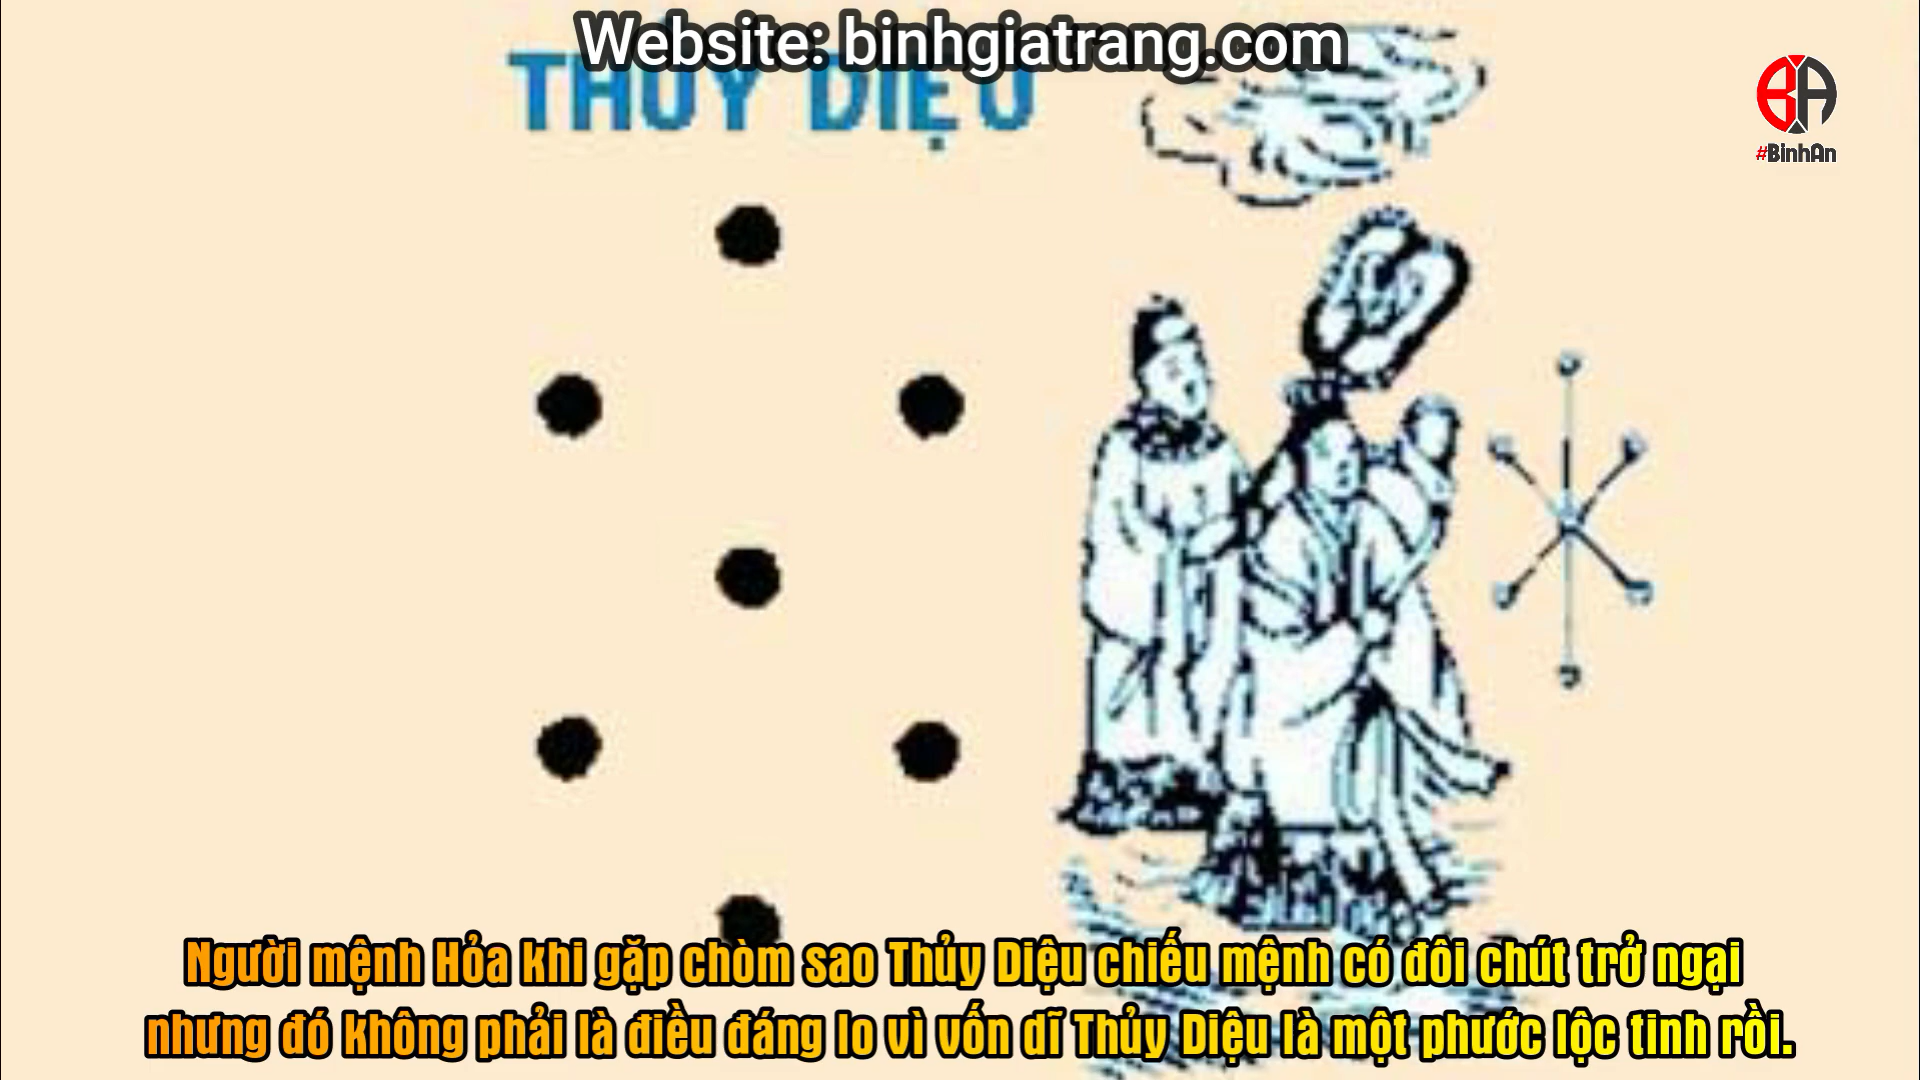 Website: binhgiatrang.com
THỦY DIỆU
BA
#BinhAn
Người mệnh Hỏa khi gặp chòm sao Thủy Diệu chiếu mệnh có đôi chút trở ngại
nhưng đó không phải là điều đáng lo vì vốn dĩ Thủy Diệu là một phước lộc tinh rồi.